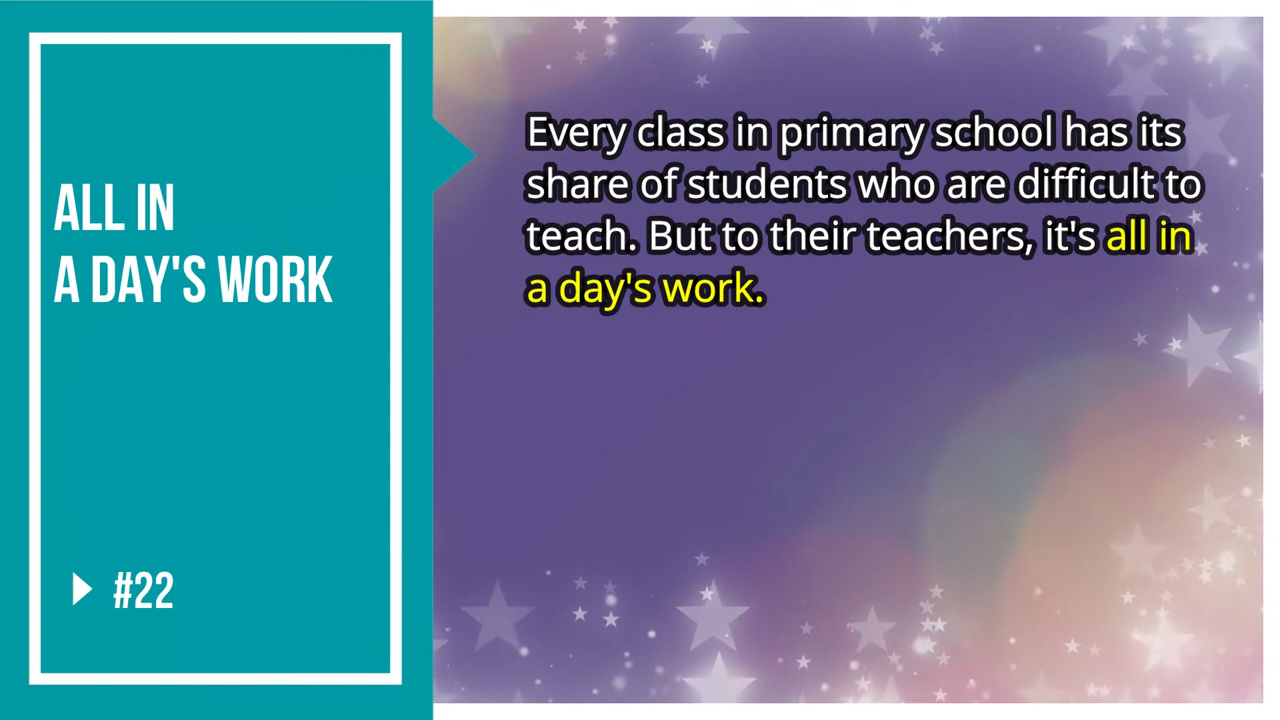 ALL IN
A DAY'S WORK
#22
Every class in primary school has its
share of students who are difficult to
teach. But to their teachers, it's all in
a day's work.